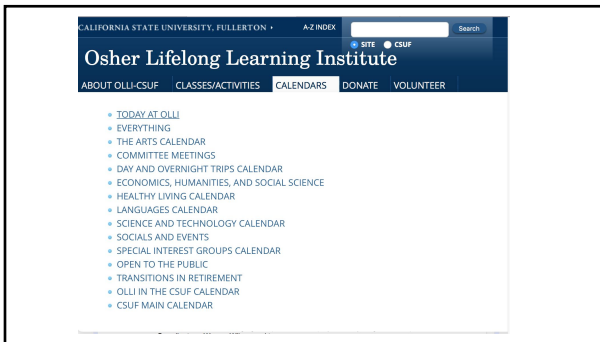 CALIFORNIA STATE UNIVERSITY, FULLERTON
A-Z INDEX
Search
SITE CSUF
Osher Lifelong Learning Institute
ABOUT OLLI-CSUF CLASSES/ACTIVITIES CALENDARS DONATE VOLUNTEER
TODAY AT OLLI
EVERYTHING
THE ARTS CALENDAR
COMMITTEE MEETINGS
DAY AND OVERNIGHT TRIPS CALENDAR
ECONOMICS, HUMANITIES, AND SOCIAL SCIENCE
HEALTHY LIVING CALENDAR
LANGUAGES CALENDAR
SCIENCE AND TECHNOLOGY CALENDAR
SOCIALS AND EVENTS
SPECIAL INTEREST GROUPS CALENDAR
OPEN TO THE PUBLIC
TRANSITIONS IN RETIREMENT
OLLI IN THE CSUF CALENDAR
CSUF MAIN CALENDAR